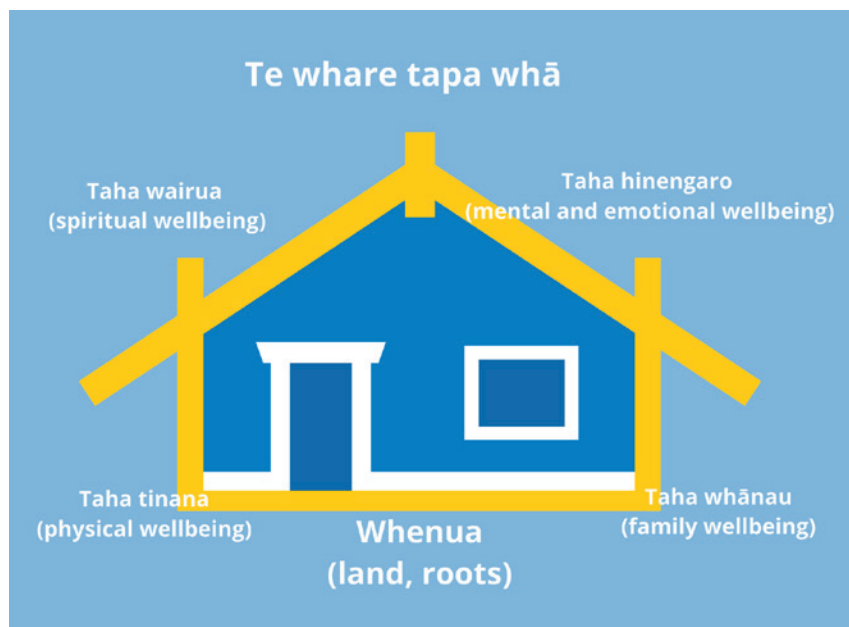 Te whare tapa whā
Taha wairua
(spiritual wellbeing)
Taha hinengaro
(mental and emotional wellbeing)
Taha tinana
(physical wellbeing)
Whenua
(land, roots)
Taha whānau
(family wellbeing)